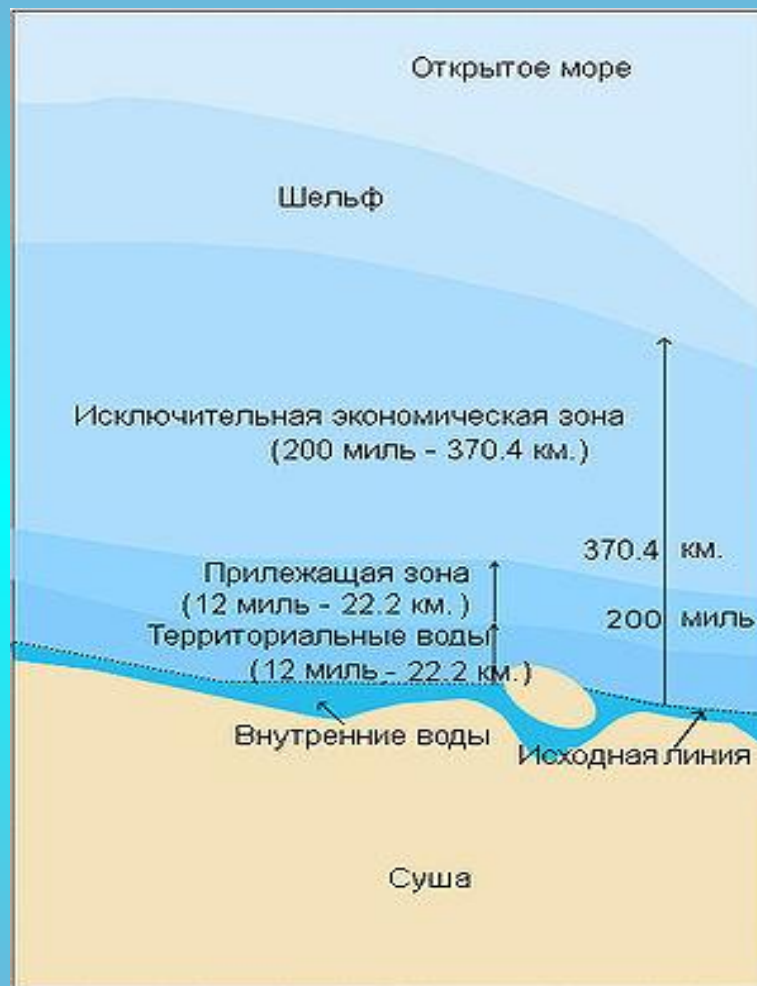 Открытое море
Шельф
Исключительная экономическая зона
(200 миль - 370.4 км.)
370.4 км.
Прилежащая зона
(12 миль - 22.2 км.)
200 миль
Территориальные воды
(12 миль - 22.2 км.)
Внутренние воды
Исходная линия
Суша